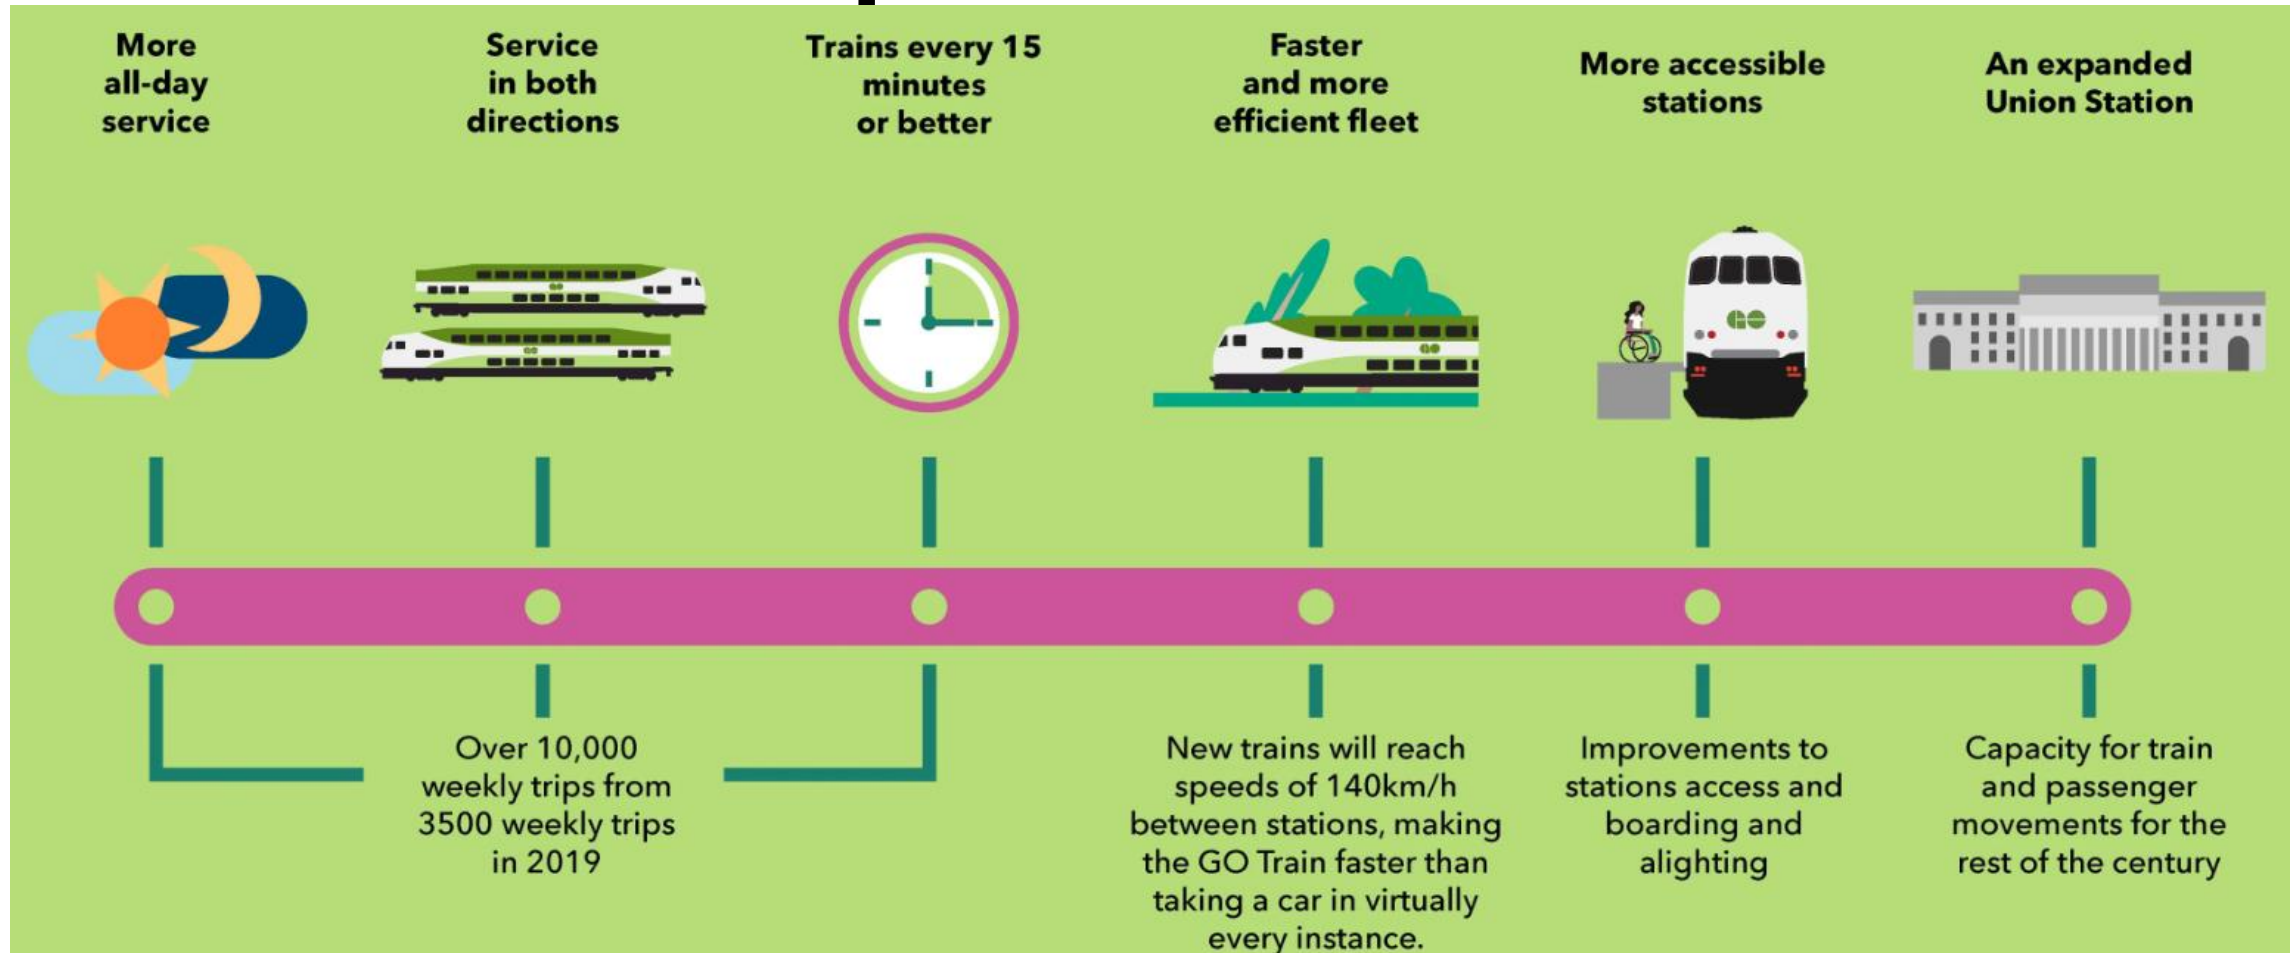 More
all-day
service
Service
in both
directions
Trains every 15
minutes
or better
Faster
and more
efficient fleet
More accessible
stations
An expanded
Union Station
GO
GO
GO
GO
Over 10,000
weekly trips from
3500 weekly trips
in 2019
New trains will reach
speeds of 140km/h
between stations, making
the GO Train faster than
taking a car in virtually
every instance.
Improvements to
stations access and
boarding and
alighting
Capacity for train
and passenger
movements for the
rest of the century